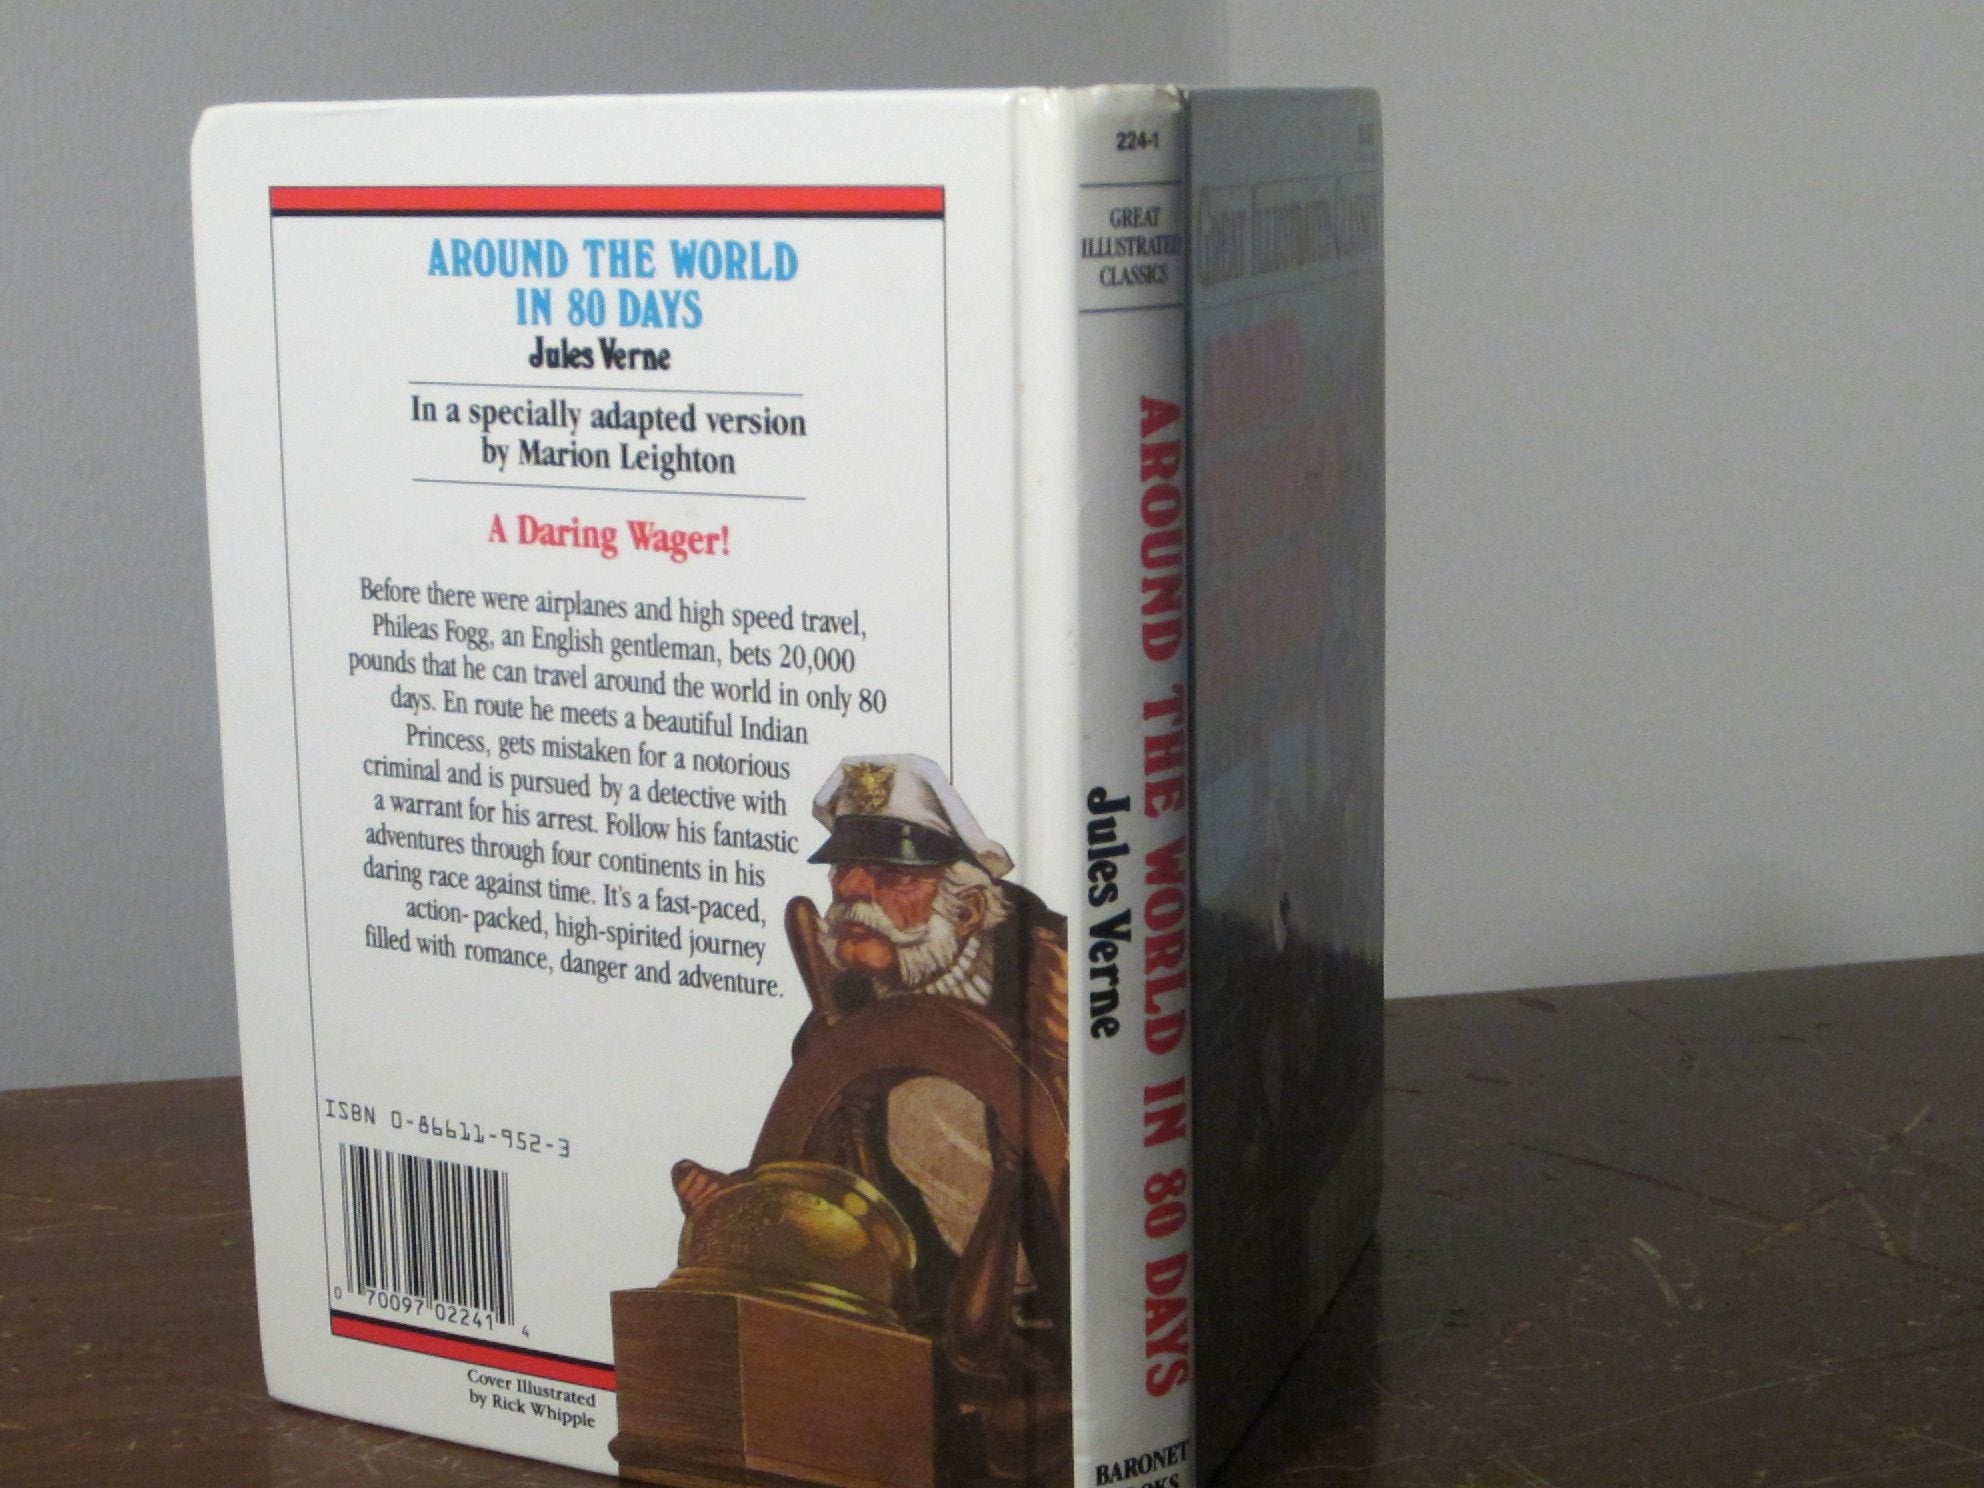 AROUND THE WORLD
IN 80 DAYS
Jules Verne
In a specially adapted version
by Marion Leighton
A Daring Wager!
Before there were airplanes and high speed travel,
Phileas Fogg, an English gentleman, bets 20,000
pounds that he can travel around the world in only 80
days. En route he meets a beautiful Indian
Princess, gets mistaken for a notorious
criminal and is pursued by a detective with
a warrant for his arrest. Follow his fantastic
adventures through four continents in his
daring race against time. It's a fast-paced,
action-packed, high-spirited journey
filled with romance, danger and adventure.
ISBN 0-86611-952-3
0 70097 02241 4
Cover Illustrated
by Rick Whipple
224-1
GREAT
ILLUSTRATED
CLASSICS
AROUND THE WORLD IN 80 DAYS
Jules Verne
BARONET
GREAT ILLUSTRATED CLASSICS